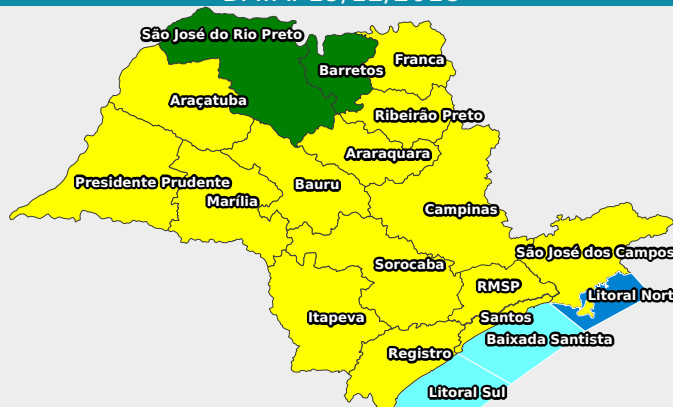 São José do Rio Preto
Franca
Barretos
Araçatuba
Ribeirão Preto
Araraquara
Presidente Prudente
Bauru
Marília
Campinas
São José dos Campos
Sorocaba
RMSP
Litoral Nort
Itapeva
Santos
Baixada Santista
Registro
Litoral Sul